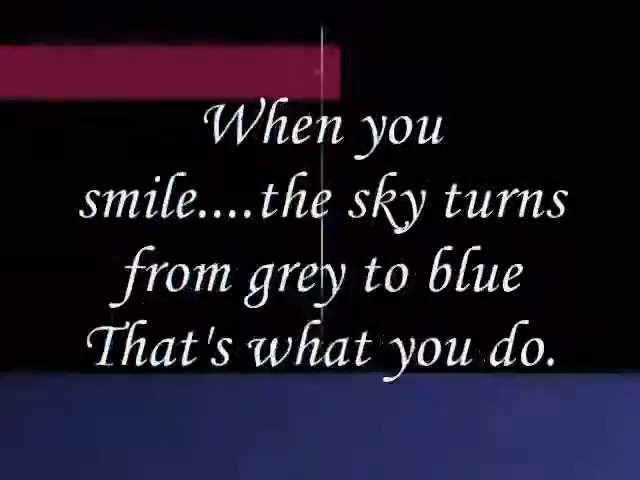 When you
smile....the sky turns
from grey to blue
That's what you do.